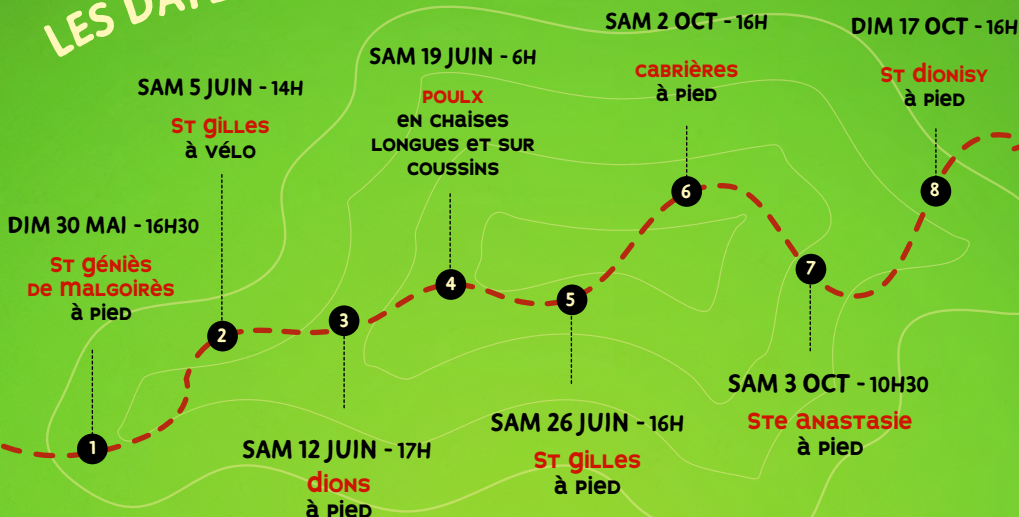 LES DATES
DIM 30 MAI - 16H30
St géniès
de Malgoirès
à pied
1
SAM 5 JUIN - 14H
St gilles
à vélo
2
3
SAM 12 JUIN - 17H
dions
à pied
SAM 19 JUIN - 6H
Poulx
en chaises
longues et sur
coussins
4
5
SAM 26 JUIN - 16H
St gilles
à pied
SAM 2 OCT - 16H
cabrières
à pied
6
7
SAM 3 OCT - 10H30
Ste anastasie
à pied
DIM 17 OCT - 16H
St dionisy
à pied
8